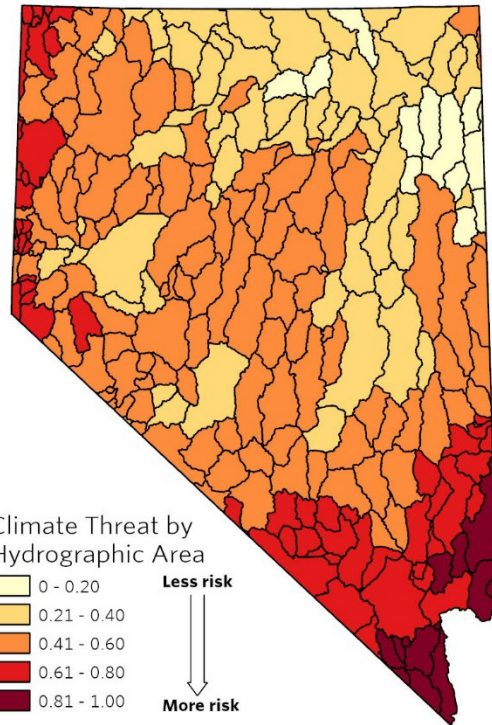 Climate Threat by
Hydrographic Area
0 - 0.20
0.21 - 0.40
0.41 - 0.60
0.61 - 0.80
0.81 - 1.00
Less risk
More risk